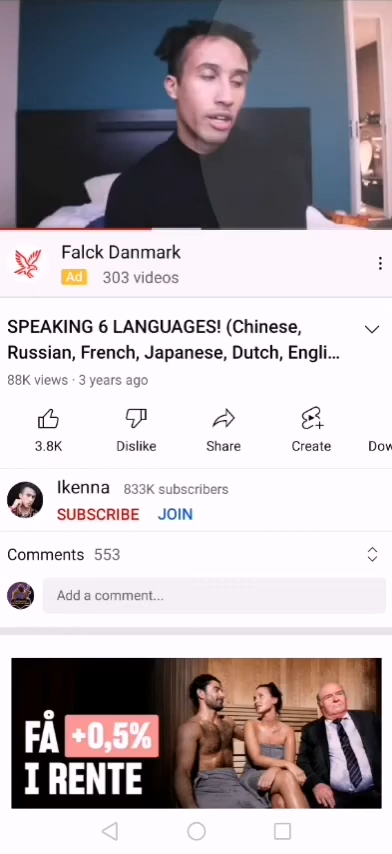 Falck Danmark
Ad 303 videos
SPEAKING 6 LANGUAGES! (Chinese,
Russian, French, Japanese, Dutch, Engli...
88K views · 3 years ago
3.8K Dislike Share Create Dow
Ikenna 833K subscribers
SUBSCRIBE JOIN
Comments 553
Add a comment...
FÅ +0,5%
I RENTE